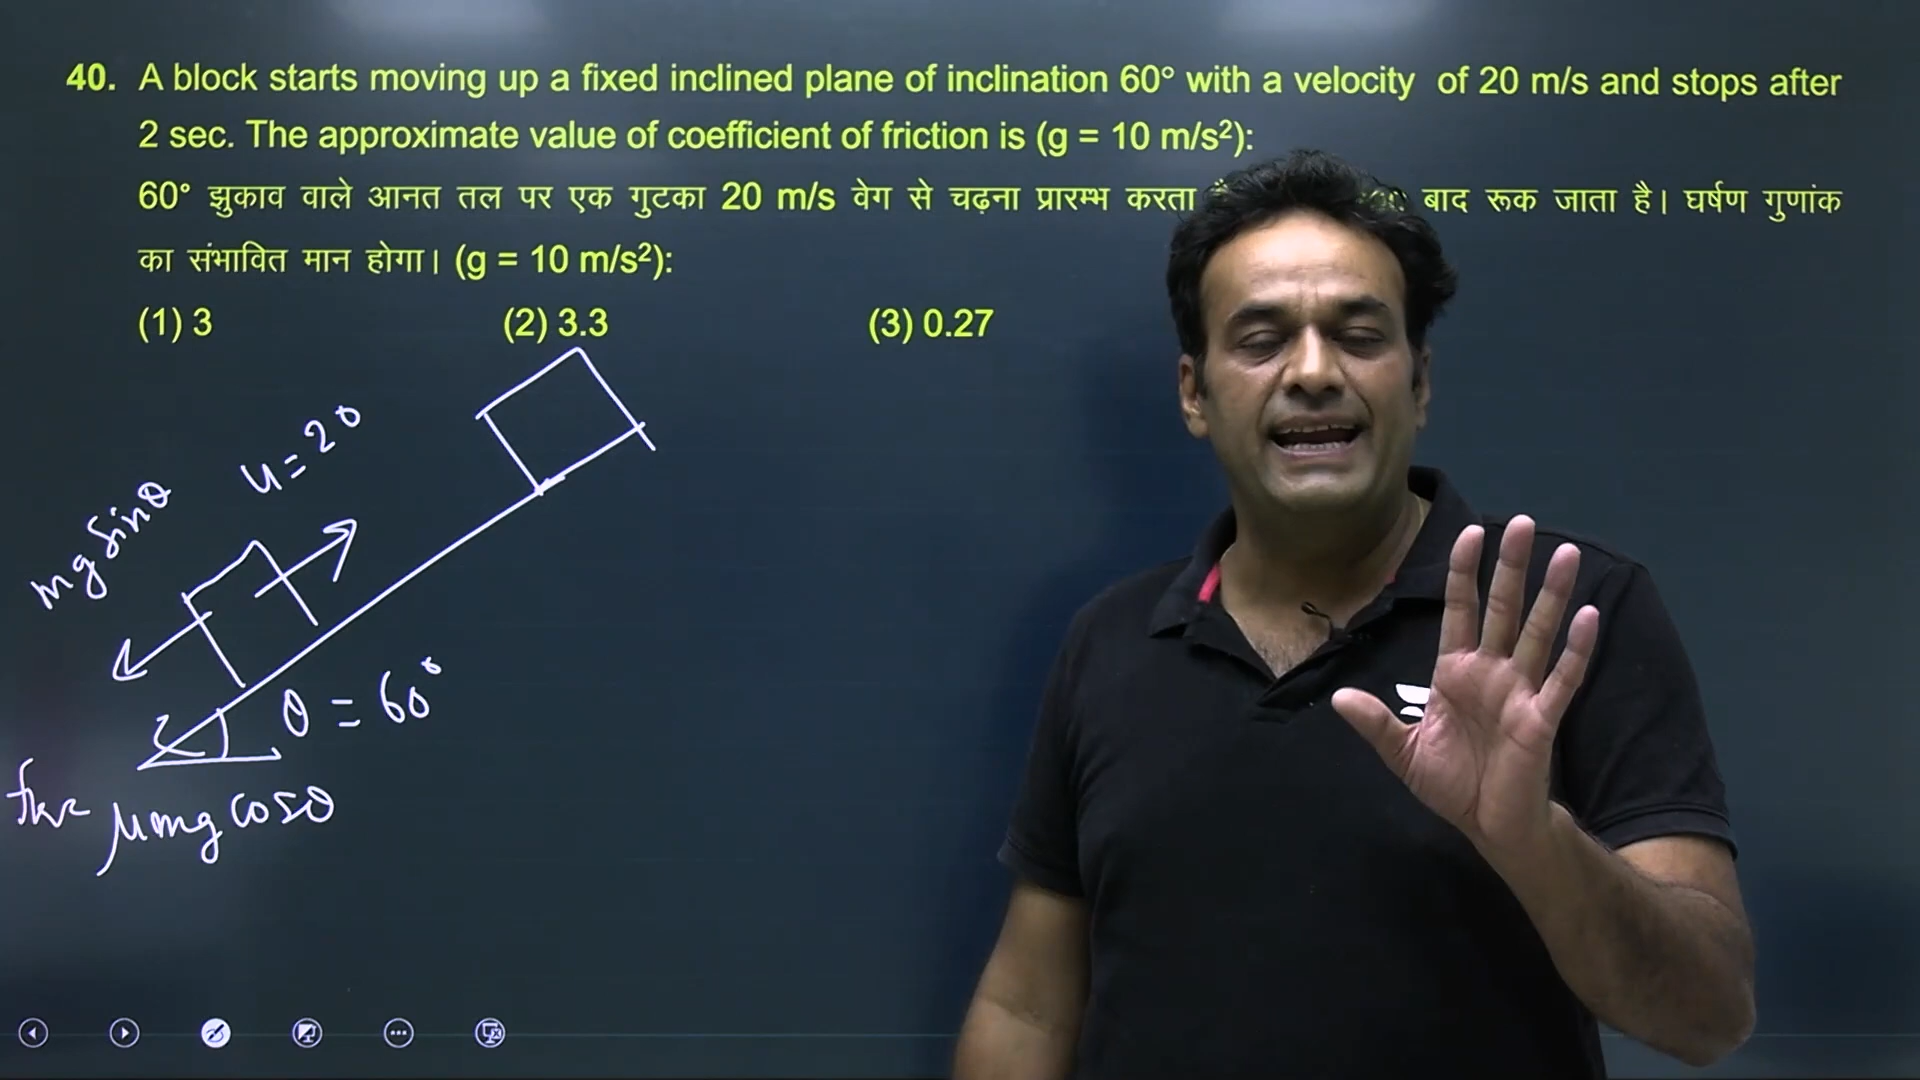 40. A block starts moving up a fixed inclined plane of inclination 60° with a velocity of 20 m/s and stops after
2 sec. The approximate value of coefficient of friction is (g = 10 m/s²):
60° झुकाव वाले आनत तल पर एक गुटका 20 m/s वेग से चढ़ना प्रारम्भ करता बाद रूक जाता है। घर्षण गुणांक
का संभावित मान होगा। (g = 10 m/s²):
(1) 3 (2) 3.3 (3) 0.27
u = 20
mg sinθ
θ = 60°
μmg cosθ